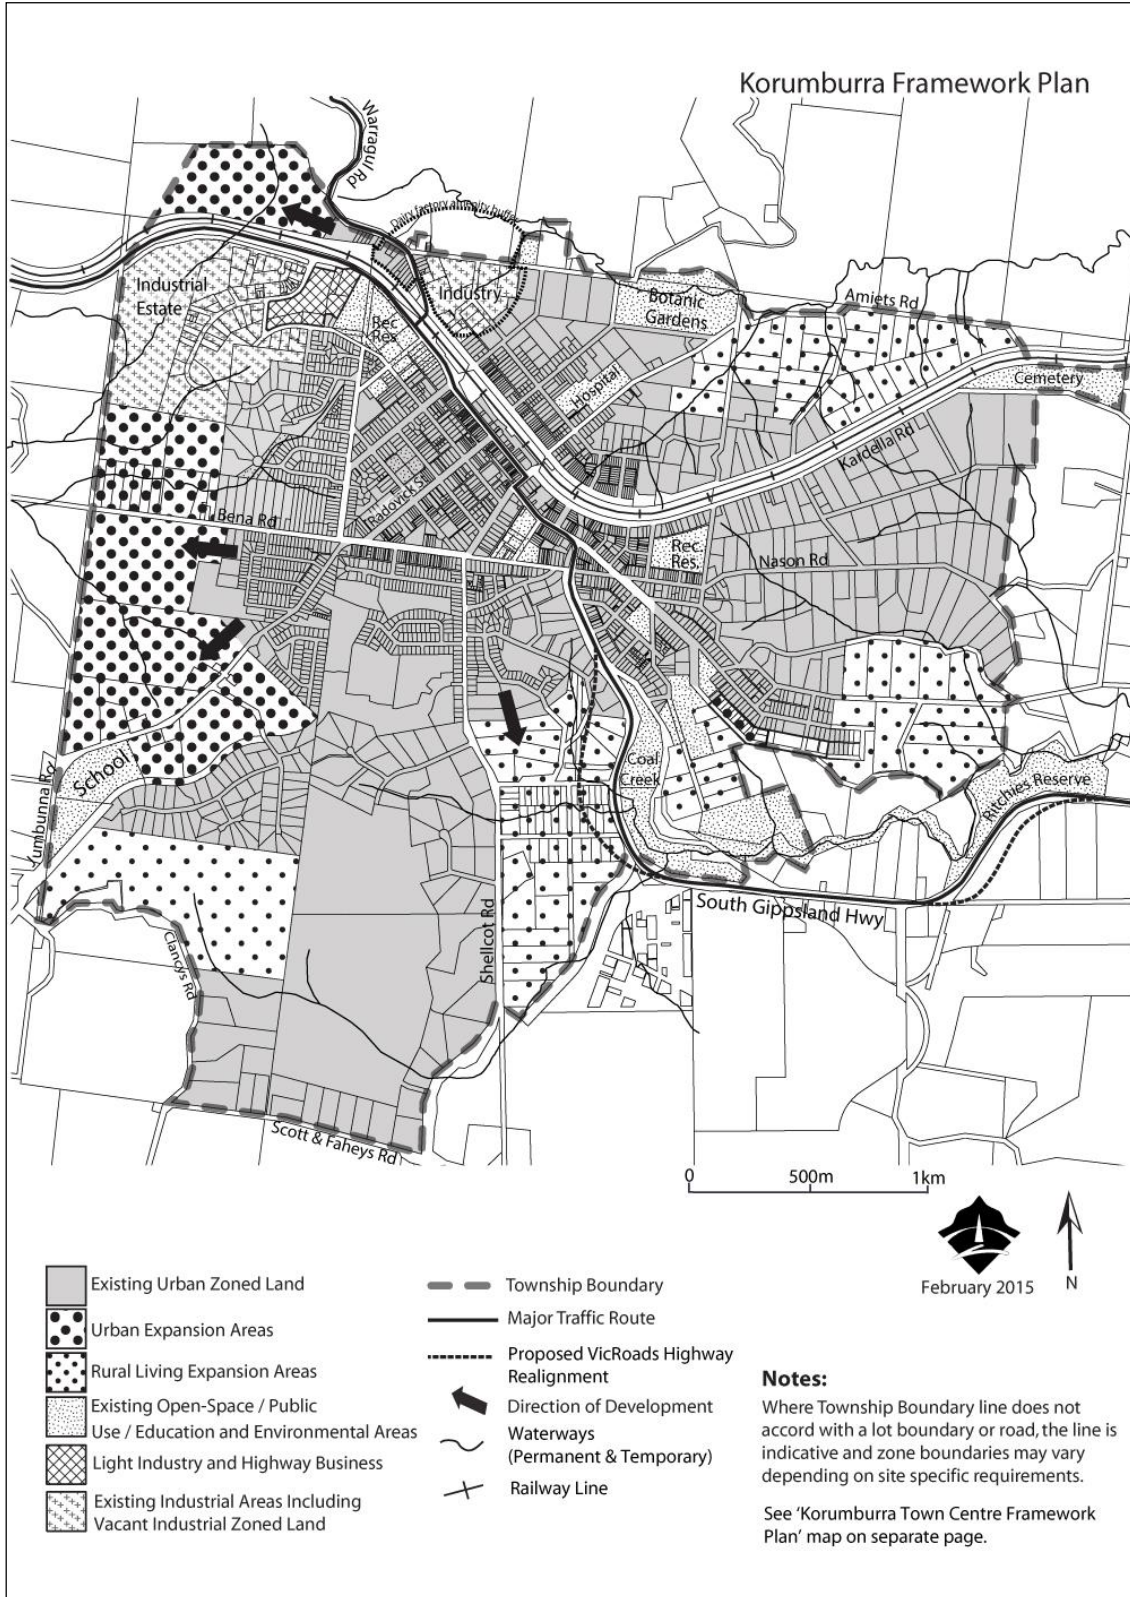 Korumburra Framework Plan
Warragul Rd
Dairy factory amenity buffer
Industrial
Estate
Industry
Rec
Res
Botanic
Gardens
Amiets Rd
Hospital
Cemetery
Kardella Rd
Radovick St
Bena Rd
Rec
Res.
Nason Rd
School
Jumbunna Rd
Coal
Creek
Ritchies Reserve
South Gippsland Hwy
Shellcot Rd
Clancys Rd
Scott & Faheys Rd
0 500m 1km
February 2015
N
Existing Urban Zoned Land
Urban Expansion Areas
Rural Living Expansion Areas
Existing Open-Space / Public
Use / Education and Environmental Areas
Light Industry and Highway Business
Existing Industrial Areas Including
Vacant Industrial Zoned Land
Township Boundary
Major Traffic Route
Proposed VicRoads Highway
Realignment
Direction of Development
Waterways
(Permanent & Temporary)
Railway Line
Notes:
Where Township Boundary line does not
accord with a lot boundary or road, the line is
indicative and zone boundaries may vary
depending on site specific requirements.
See 'Korumburra Town Centre Framework
Plan' map on separate page.